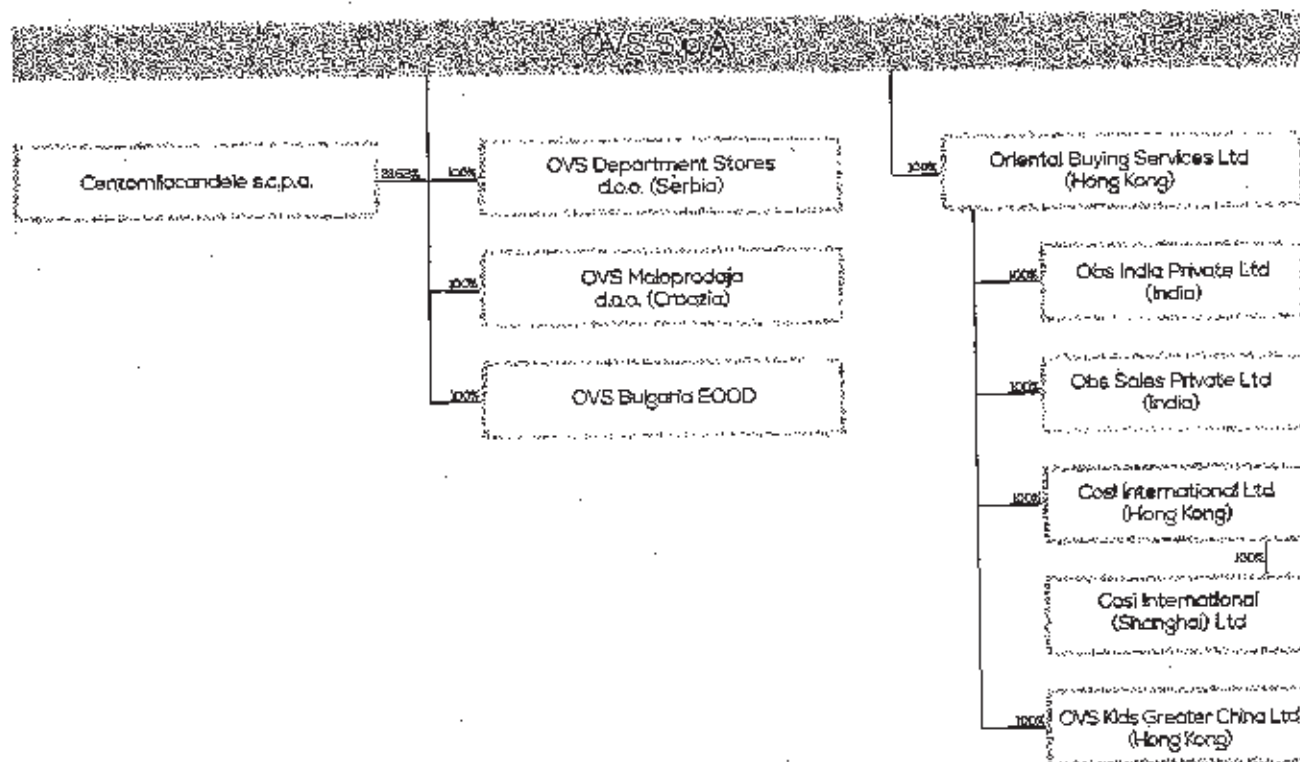 OVS S.p.A.
Centomilacandele s.c.p.a.
100%
OVS Department Stores
d.o.o. (Serbia)
100%
OVS Maloprodaja
d.o.o. (Croazia)
100%
OVS Bulgaria EOOD
100%
Oriental Buying Services Ltd
(Hong Kong)
100%
Obs India Private Ltd
(India)
100%
Obs Sales Private Ltd
(India)
100%
Cosi International Ltd
(Hong Kong)
100%
Cosi International
(Shanghai) Ltd
100%
OVS Kids Greater China Ltd
(Hong Kong)